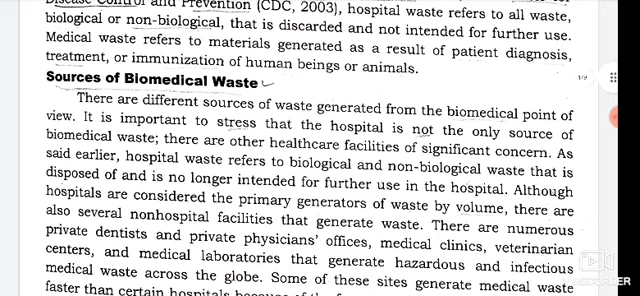 Disease Control and Prevention (CDC, 2003), hospital waste refers to all waste,
biological or non-biological, that is discarded and not intended for further use.
Medical waste refers to materials generated as a result of patient diagnosis,
treatment, or immunization of human beings or animals.
Sources of Biomedical Waste
There are different sources of waste generated from the biomedical point of
view. It is important to stress that the hospital is not the only source of
biomedical waste; there are other healthcare facilities of significant concern. As
said earlier, hospital waste refers to biological and non-biological waste that is
disposed of and is no longer intended for further use in the hospital. Although
hospitals are considered the primary generators of waste by volume, there are
also several nonhospital facilities that generate waste. There are numerous
private dentists and private physicians' offices, medical clinics, veterinarian
centers, and medical laboratories that generate hazardous and infectious
medical waste across the globe. Some of these sites generate medical waste
faster than certain hospitals because of the
1/9